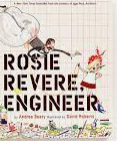 ROSIE
REVERE,
ENGINEER
by Andrea Beaty illustrated by David Roberts